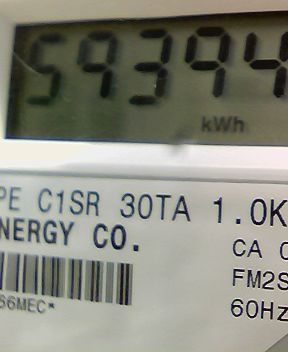 59394
kWh
PE C1SR 30TA 1.0K
NERGY CO.
CA
FM2S
66MEC*
60Hz